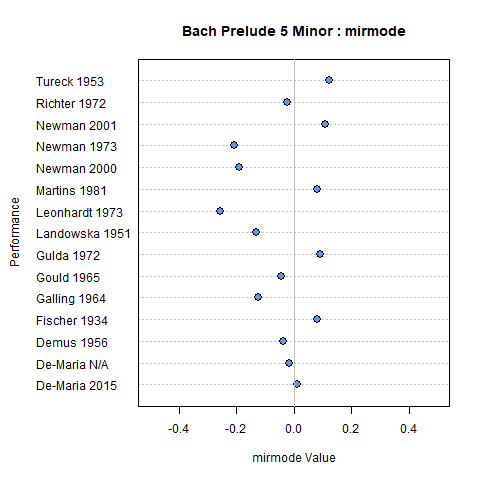 Bach Prelude 5 Minor : mirmode
Tureck 1953
Richter 1972
Newman 2001
Newman 1973
Newman 2000
Martins 1981
Leonhardt 1973
Landowska 1951
Gulda 1972
Gould 1965
Galling 1964
Fischer 1934
Demus 1956
De-Maria N/A
De-Maria 2015
Performance
-0.4 -0.2 0.0 0.2 0.4
mirmode Value